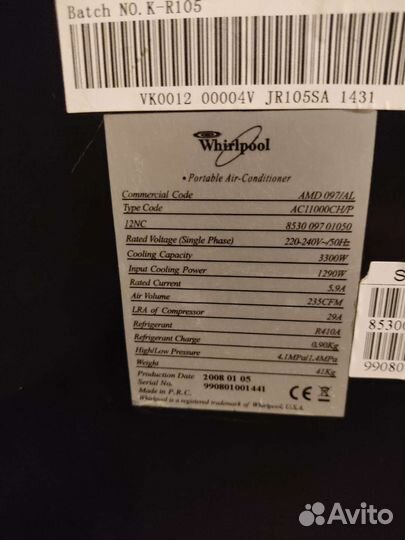 Batch NO.K-R105
VK0012 00004V JR105SA 1431
Whirlpool
• Portable Air-Conditioner
Commercial Code AMD 097/AL
Type Code AC11000CH/P
12NC 8530 097 01050
Rated Voltage (Single Phase) 220-240V~/50Hz
Cooling Capacity 3300W
Input Cooling Power 1290W
Rated Current 5.9A
Air Volume 235CFM
LRA of Compressor 29A
Refrigerant R410A
Refrigerant Charge 0.90Kg
High/Low Pressure 4.1MPa/1.4MPa
Weight 41Kg
Production Date 2008 01 05
Serial No. 990801001441
Made in P.R.C.
Whirlpool is a registered trademark of Whirlpool, U.S.A.
CE
S
85300
99080
Avito